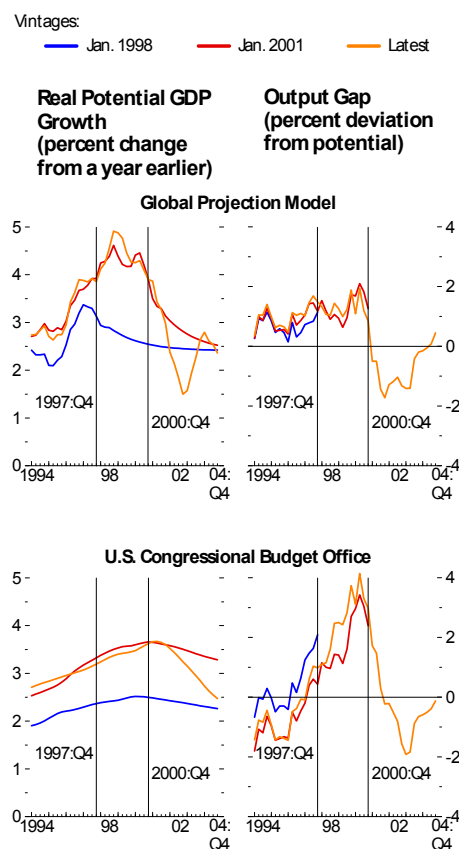 Vintages:
Jan. 1998 Jan. 2001 Latest
Real Potential GDP
Growth
(percent change
from a year earlier)
Output Gap
(percent deviation
from potential)
Global Projection Model
5
4
3
2
1
0
1997:Q4
2000:Q4
1994 98 02 04:
Q4
4
2
0
-2
-4
1997:Q4
2000:Q4
1994 98 02 04:
Q4
U.S. Congressional Budget Office
5
4
3
2
1
0
1997:Q4
2000:Q4
1994 98 02 04:
Q4
4
2
0
-2
-4
1997:Q4
2000:Q4
1994 98 02 04:
Q4